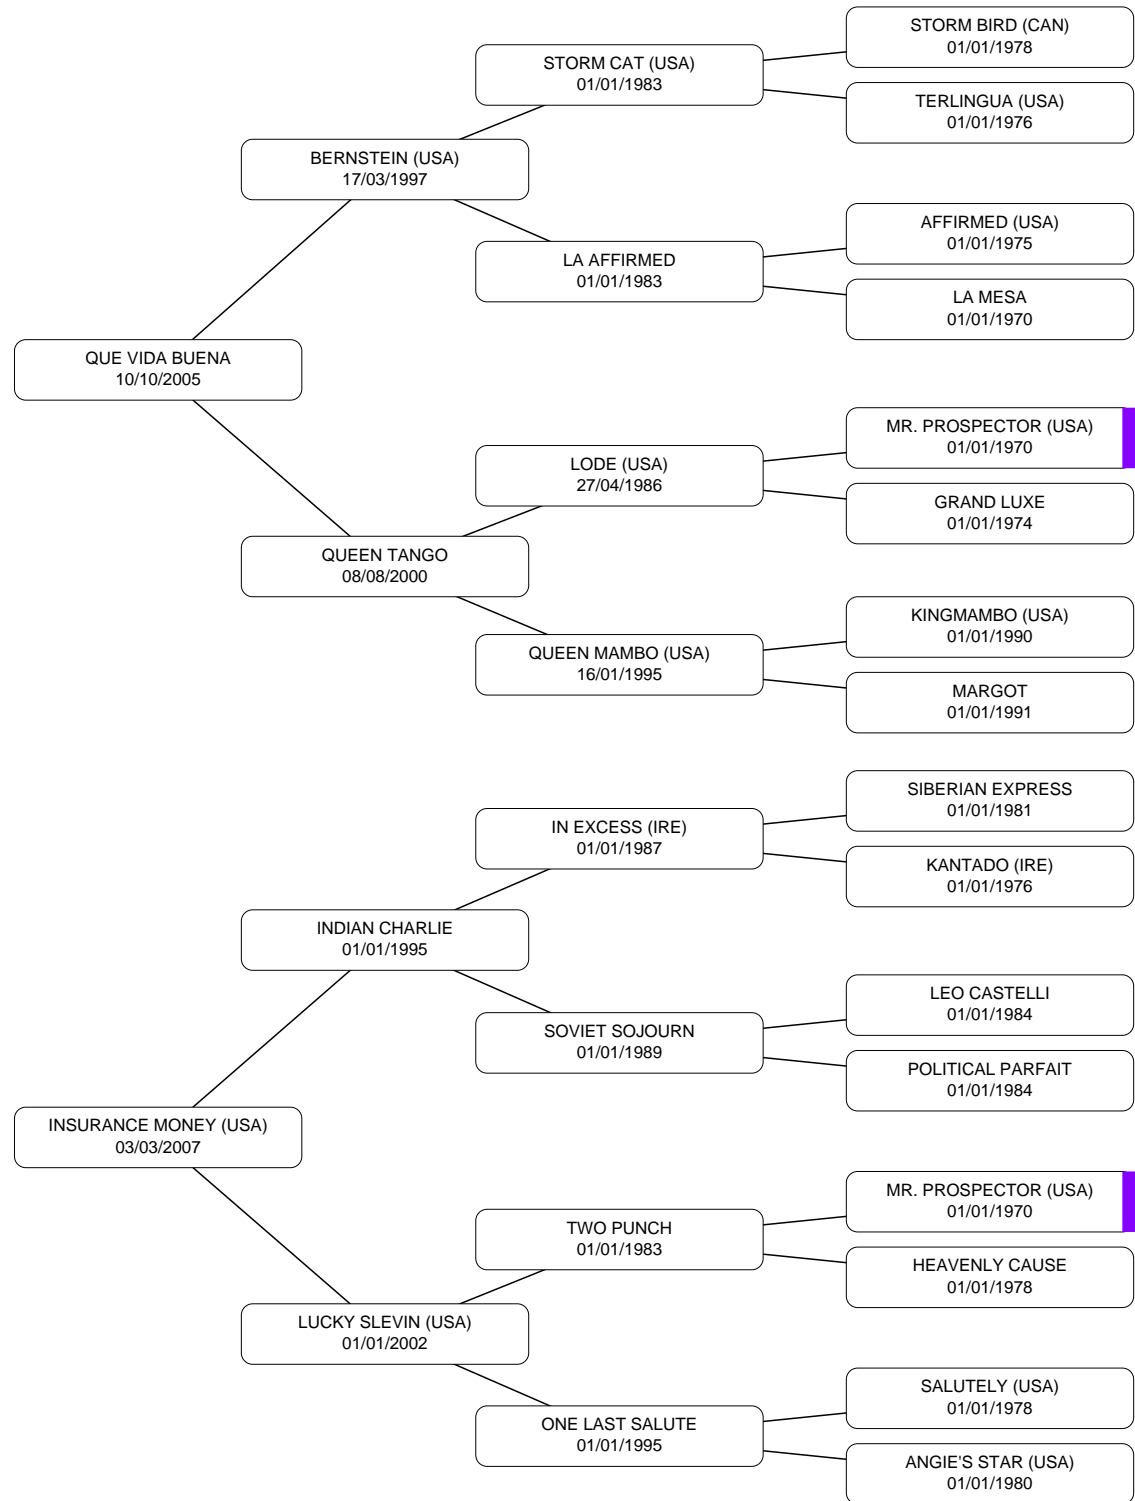 STORM BIRD (CAN)
01/01/1978
STORM CAT (USA)
01/01/1983
TERLINGUA (USA)
01/01/1976
BERNSTEIN (USA)
17/03/1997
AFFIRMED (USA)
01/01/1975
LA AFFIRMED
01/01/1983
LA MESA
01/01/1970
QUE VIDA BUENA
10/10/2005
MR. PROSPECTOR (USA)
01/01/1970
LODE (USA)
27/04/1986
GRAND LUXE
01/01/1974
QUEEN TANGO
08/08/2000
KINGMAMBO (USA)
01/01/1990
QUEEN MAMBO (USA)
16/01/1995
MARGOT
01/01/1991
SIBERIAN EXPRESS
01/01/1981
IN EXCESS (IRE)
01/01/1987
KANTADO (IRE)
01/01/1976
INDIAN CHARLIE
01/01/1995
LEO CASTELLI
01/01/1984
SOVIET SOJOURN
01/01/1989
POLITICAL PARFAIT
01/01/1984
INSURANCE MONEY (USA)
03/03/2007
MR. PROSPECTOR (USA)
01/01/1970
TWO PUNCH
01/01/1983
HEAVENLY CAUSE
01/01/1978
LUCKY SLEVIN (USA)
01/01/2002
SALUTELY (USA)
01/01/1978
ONE LAST SALUTE
01/01/1995
ANGIE'S STAR (USA)
01/01/1980